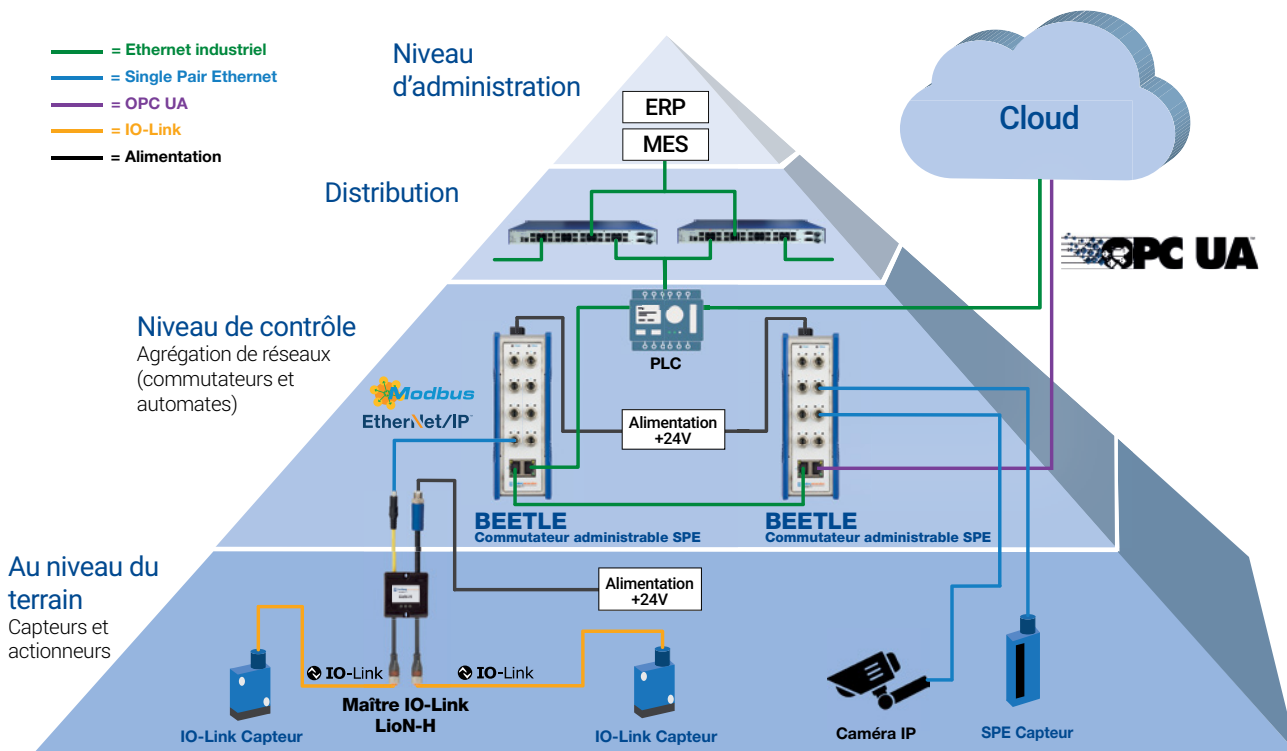 = Ethernet industriel
= Single Pair Ethernet
= OPC UA
= IO-Link
= Alimentation
Niveau
d'administration
ERP
MES
Cloud
Distribution
OPC UA
Niveau de contrôle
Agrégation de réseaux
(commutateurs et
automates)
PLC
Modbus
EtherNet/IP
Alimentation
+24V
BEETLE
Commutateur administrable SPE
BEETLE
Commutateur administrable SPE
Au niveau du
terrain
Capteurs et
actionneurs
Alimentation
+24V
IO-Link
IO-Link
Maître IO-Link
LioN-H
IO-Link Capteur
IO-Link Capteur
Caméra IP
SPE Capteur